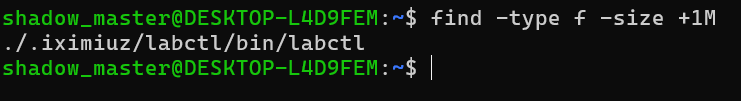 shadow_master@DESKTOP-L4D9FEM:~$ find -type f -size +1M
./.iximiuz/labctl/bin/labctl
shadow_master@DESKTOP-L4D9FEM:~$